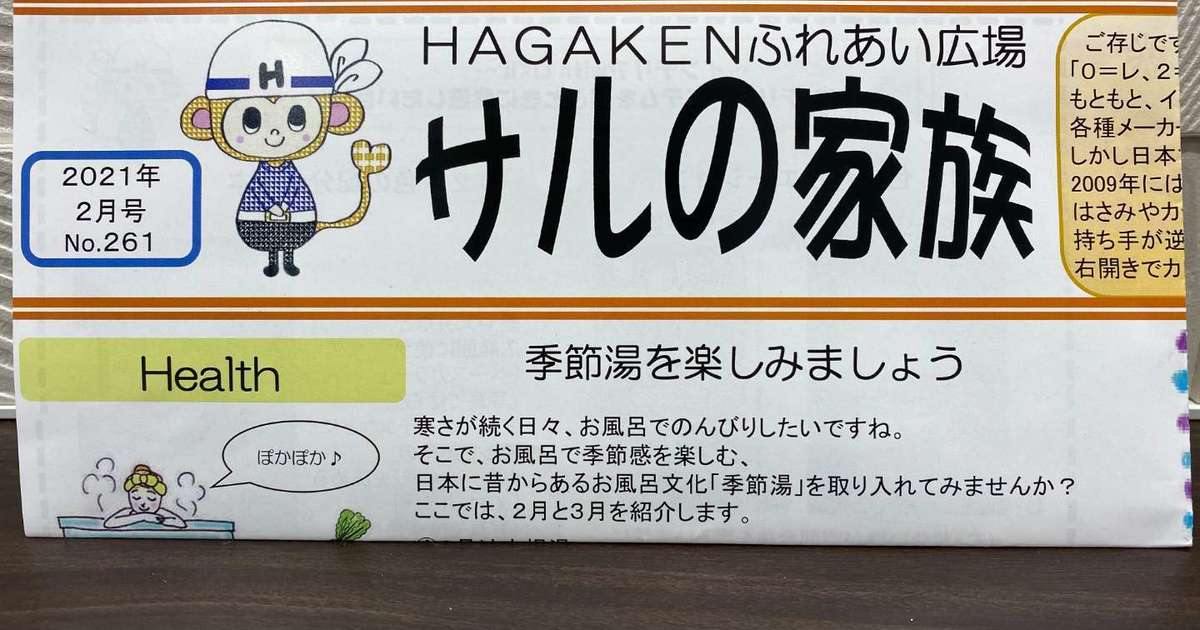 H
HAGAKENふれあい広場
サルの家族
2021年
2月号
No.261
ご存じです
「0=レ、2=
もともと、イ
各種メーカー
しかし日本
2009年には
はさみやカ
持ち手が逆
右開きでカ
Health
季節湯を楽しみましょう
ぽかぽか♪
寒さが続く日々、お風呂でのんびりしたいですね。
そこで、お風呂で季節感を楽しむ、
日本に昔からあるお風呂文化「季節湯」を取り入れてみませんか?
ここでは、2月と3月を紹介します。